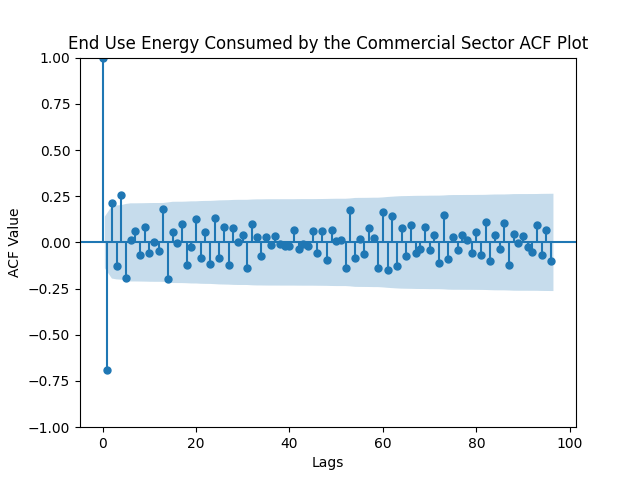 End Use Energy Consumed by the Commercial Sector ACF Plot
1.00
0.75
0.50
0.25
0.00
−0.25
−0.50
−0.75
−1.00
ACF Value
0 20 40 60 80 100
Lags